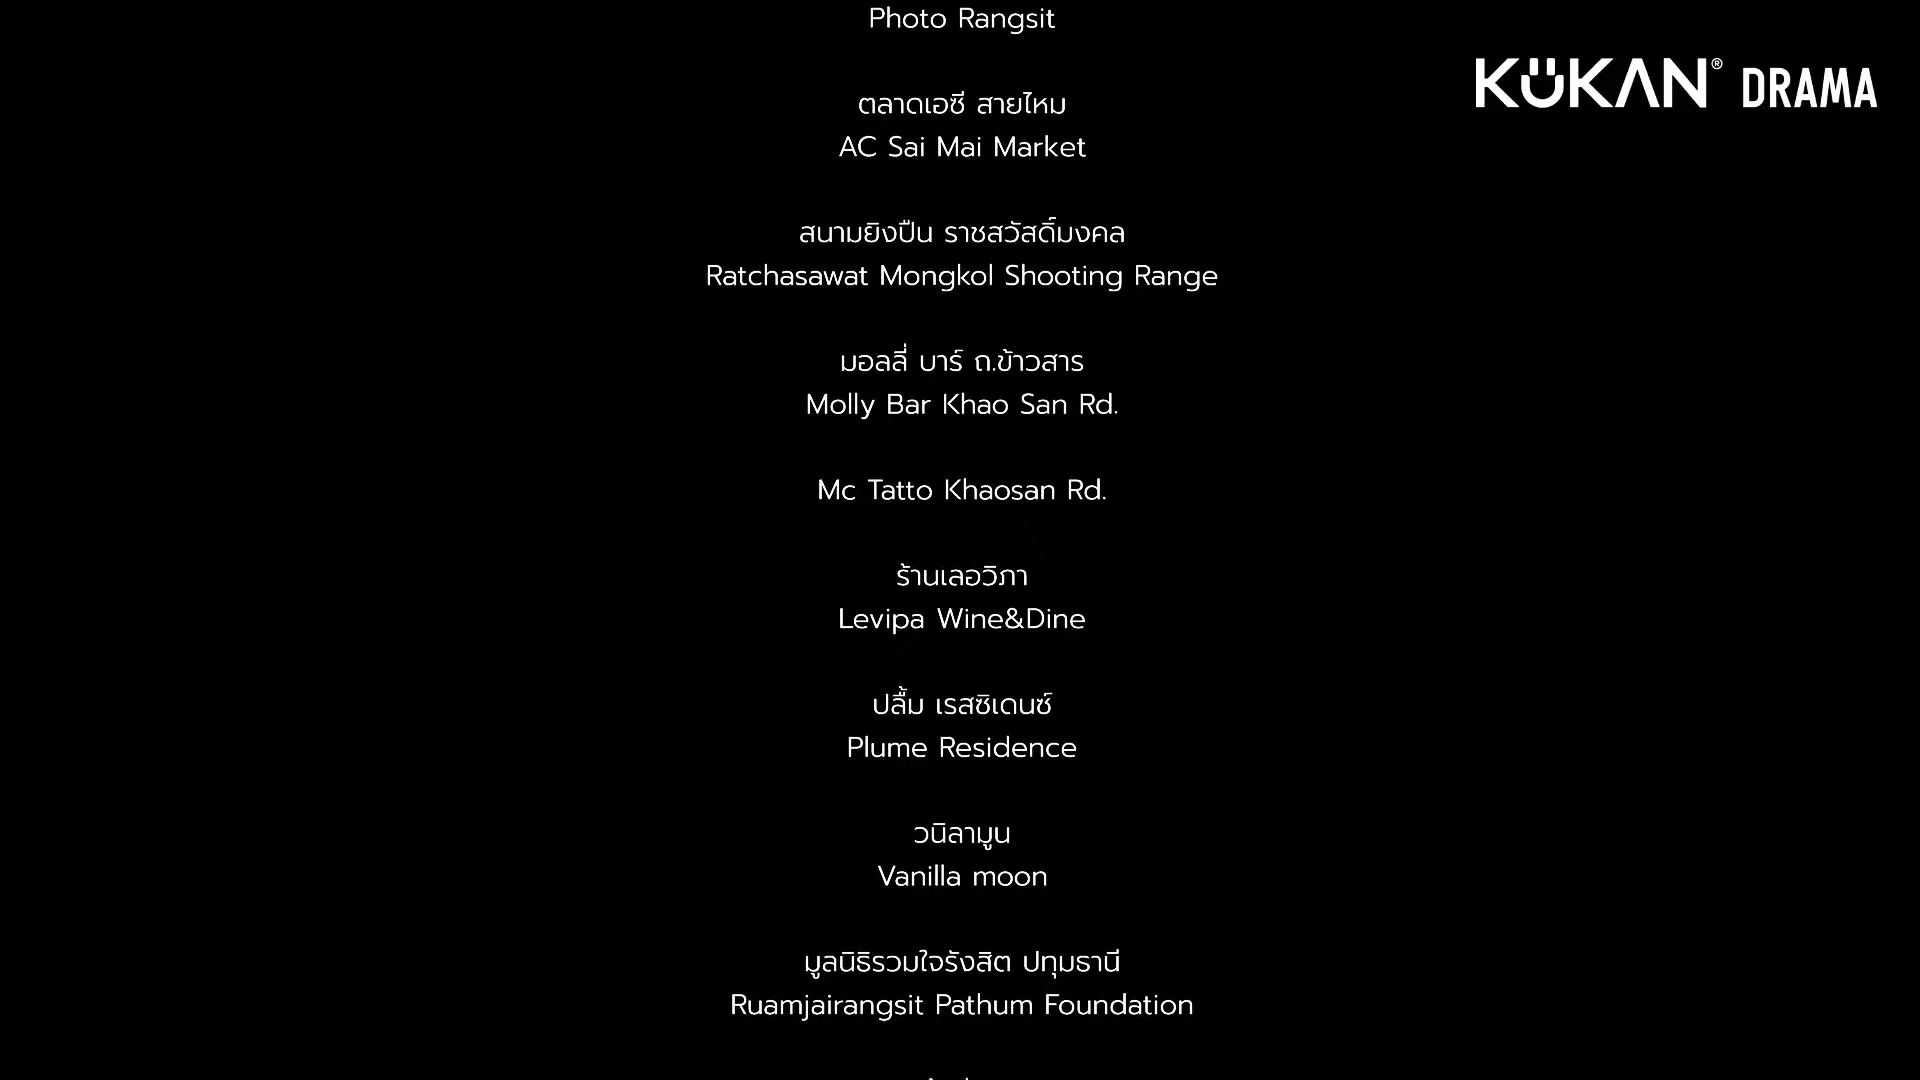 Photo Rangsit
KÜKAN® DRAMA
ตลาดเอซี สายไหม
AC Sai Mai Market
สนามยิงปืน ราชสวัสดิ์มงคล
Ratchasawat Mongkol Shooting Range
มอลลี่ บาร์ ถ.ข้าวสาร
Molly Bar Khao San Rd.
Mc Tatto Khaosan Rd.
ร้านเลอวิภา
Levipa Wine&Dine
ปลื้ม เรสซิเดนซ์
Plume Residence
วนิลามูน
Vanilla moon
มูลนิธิรวมใจรังสิต ปทุมธานี
Ruamjairangsit Pathum Foundation